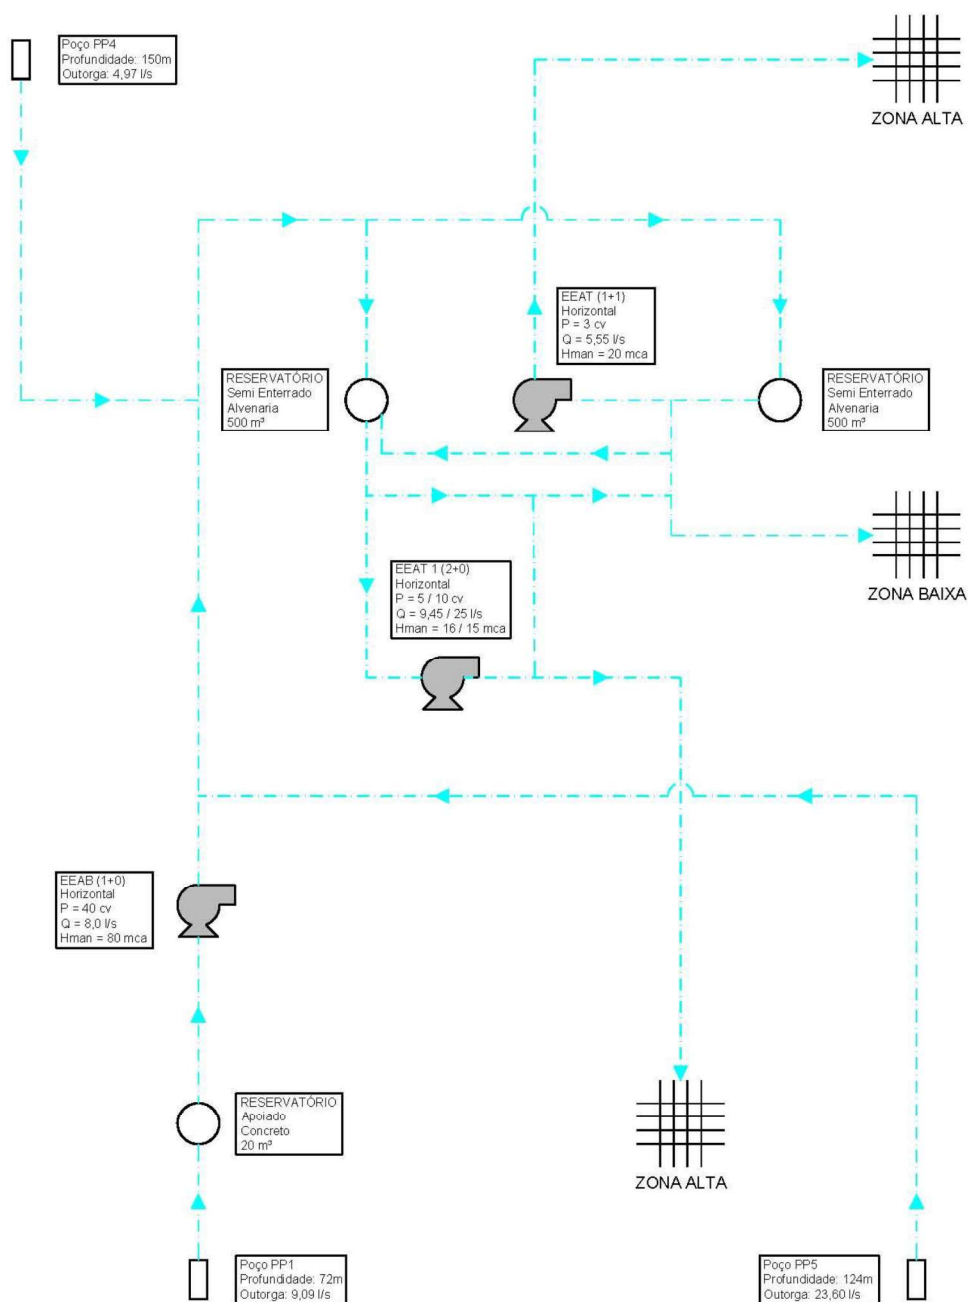 Poço PP4
Profundidade: 150m
Outorga: 4,97 l/s
ZONA ALTA
EEAT (1+1)
Horizontal
P = 3 cv
Q = 5,55 l/s
Hman = 20 mca
RESERVATÓRIO
Semi Enterrado
Alvenaria
500 m³
RESERVATÓRIO
Semi Enterrado
Alvenaria
500 m³
EEAT 1 (2+0)
Horizontal
P = 5 / 10 cv
Q = 9,45 / 25 l/s
Hman = 16 / 15 mca
ZONA BAIXA
EEAB (1+0)
Horizontal
P = 40 cv
Q = 8,0 l/s
Hman = 80 mca
RESERVATÓRIO
Apoiado
Concreto
20 m³
ZONA ALTA
Poço PP1
Profundidade: 72m
Outorga: 9,09 l/s
Poço PP5
Profundidade: 124m
Outorga: 23,60 l/s